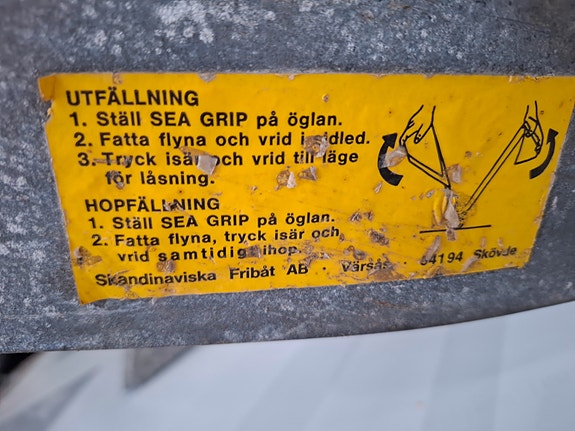 UTFÄLLNING
1. Ställ SEA GRIP på öglan.
2. Fatta flyna och vrid i vidled.
3. Tryck isär och vrid till läge
för låsning.
HOPFÄLLNING
1. Ställ SEA GRIP på öglan.
2. Fatta flyna, tryck isär och
vrid samtidigt ihop.
Skandinaviska Fribåt AB · Värsås · 54194 Skövde